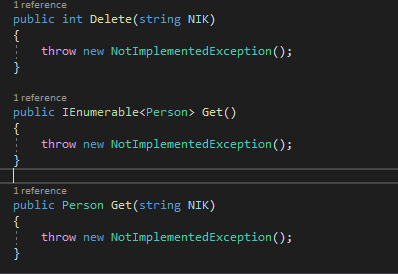 1 reference
public int Delete(string NIK)
{
throw new NotImplementedException();
}
1 reference
public IEnumerable<Person> Get()
{
throw new NotImplementedException();
}
1 reference
public Person Get(string NIK)
{
throw new NotImplementedException();
}